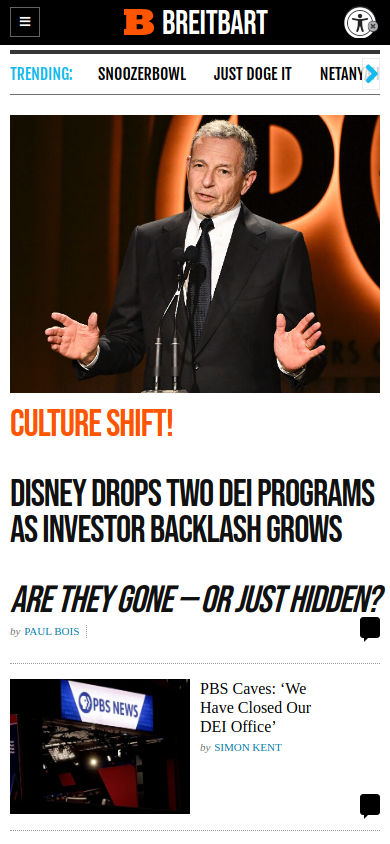 B BREITBART
TRENDING:
SNOOZERBOWL
JUST DOGE IT
NETANY
CULTURE SHIFT!
DISNEY DROPS TWO DEI PROGRAMS
AS INVESTOR BACKLASH GROWS
ARE THEY GONE — OR JUST HIDDEN?
by PAUL BOIS
PBS NEWS
PBS Caves: ‘We
Have Closed Our
DEI Office’
by SIMON KENT